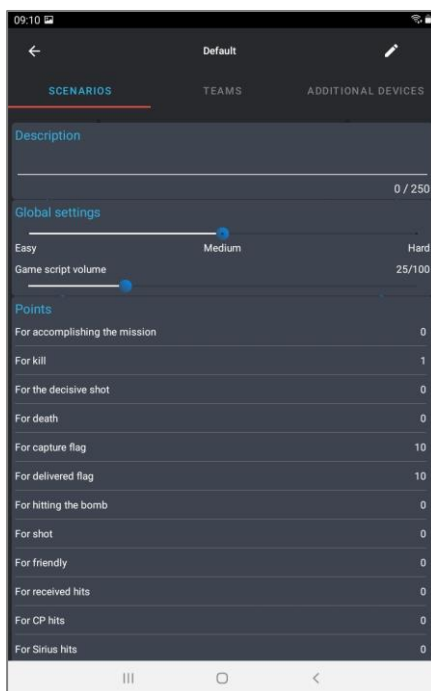 09:10
Default
SCENARIOS TEAMS ADDITIONAL DEVICES
Description
0 / 250
Global settings
Easy Medium Hard
Game script volume 25/100
Points
For accomplishing the mission 0
For kill 1
For the decisive shot 0
For death 0
For capture flag 10
For delivered flag 10
For hitting the bomb 0
For shot 0
For friendly 0
For received hits 0
For CP hits 0
For Sirius hits 0